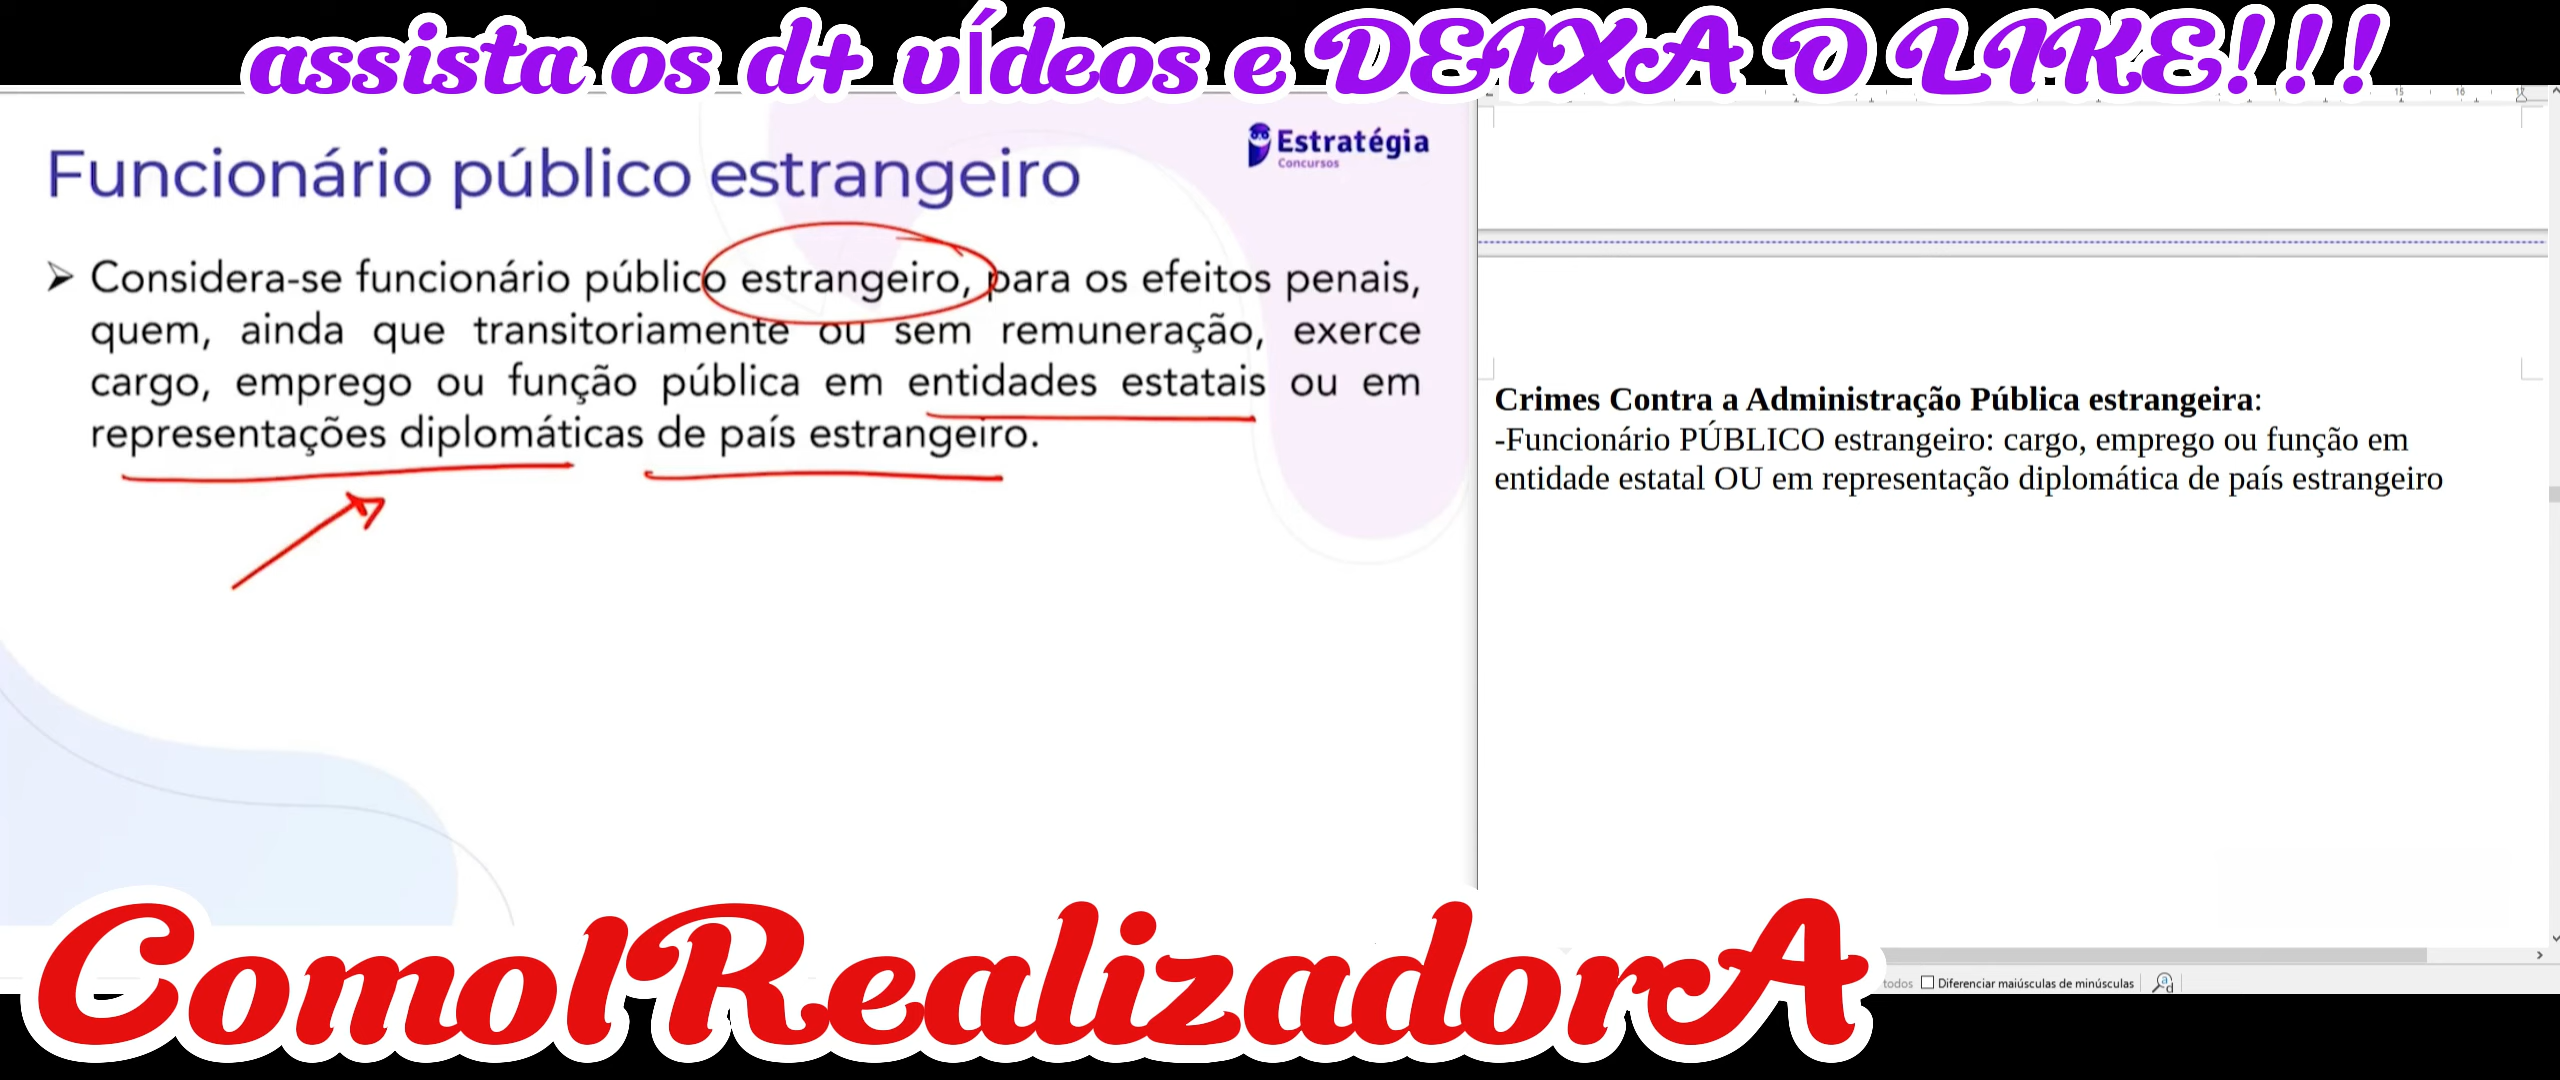 assista os d+ vÍdeos e DEIXA O LIKE!!!
Estratégia
Concursos
Funcionário público estrangeiro
➢ Considera-se funcionário público estrangeiro, para os efeitos penais,
quem, ainda que transitoriamente ou sem remuneração, exerce
cargo, emprego ou função pública em entidades estatais ou em
representações diplomáticas de país estrangeiro.
15 16
Crimes Contra a Administração Pública estrangeira:
-Funcionário PÚBLICO estrangeiro: cargo, emprego ou função em
entidade estatal OU em representação diplomática de país estrangeiro
todos Diferenciar maiúsculas de minúsculas
ComolRealizadorA